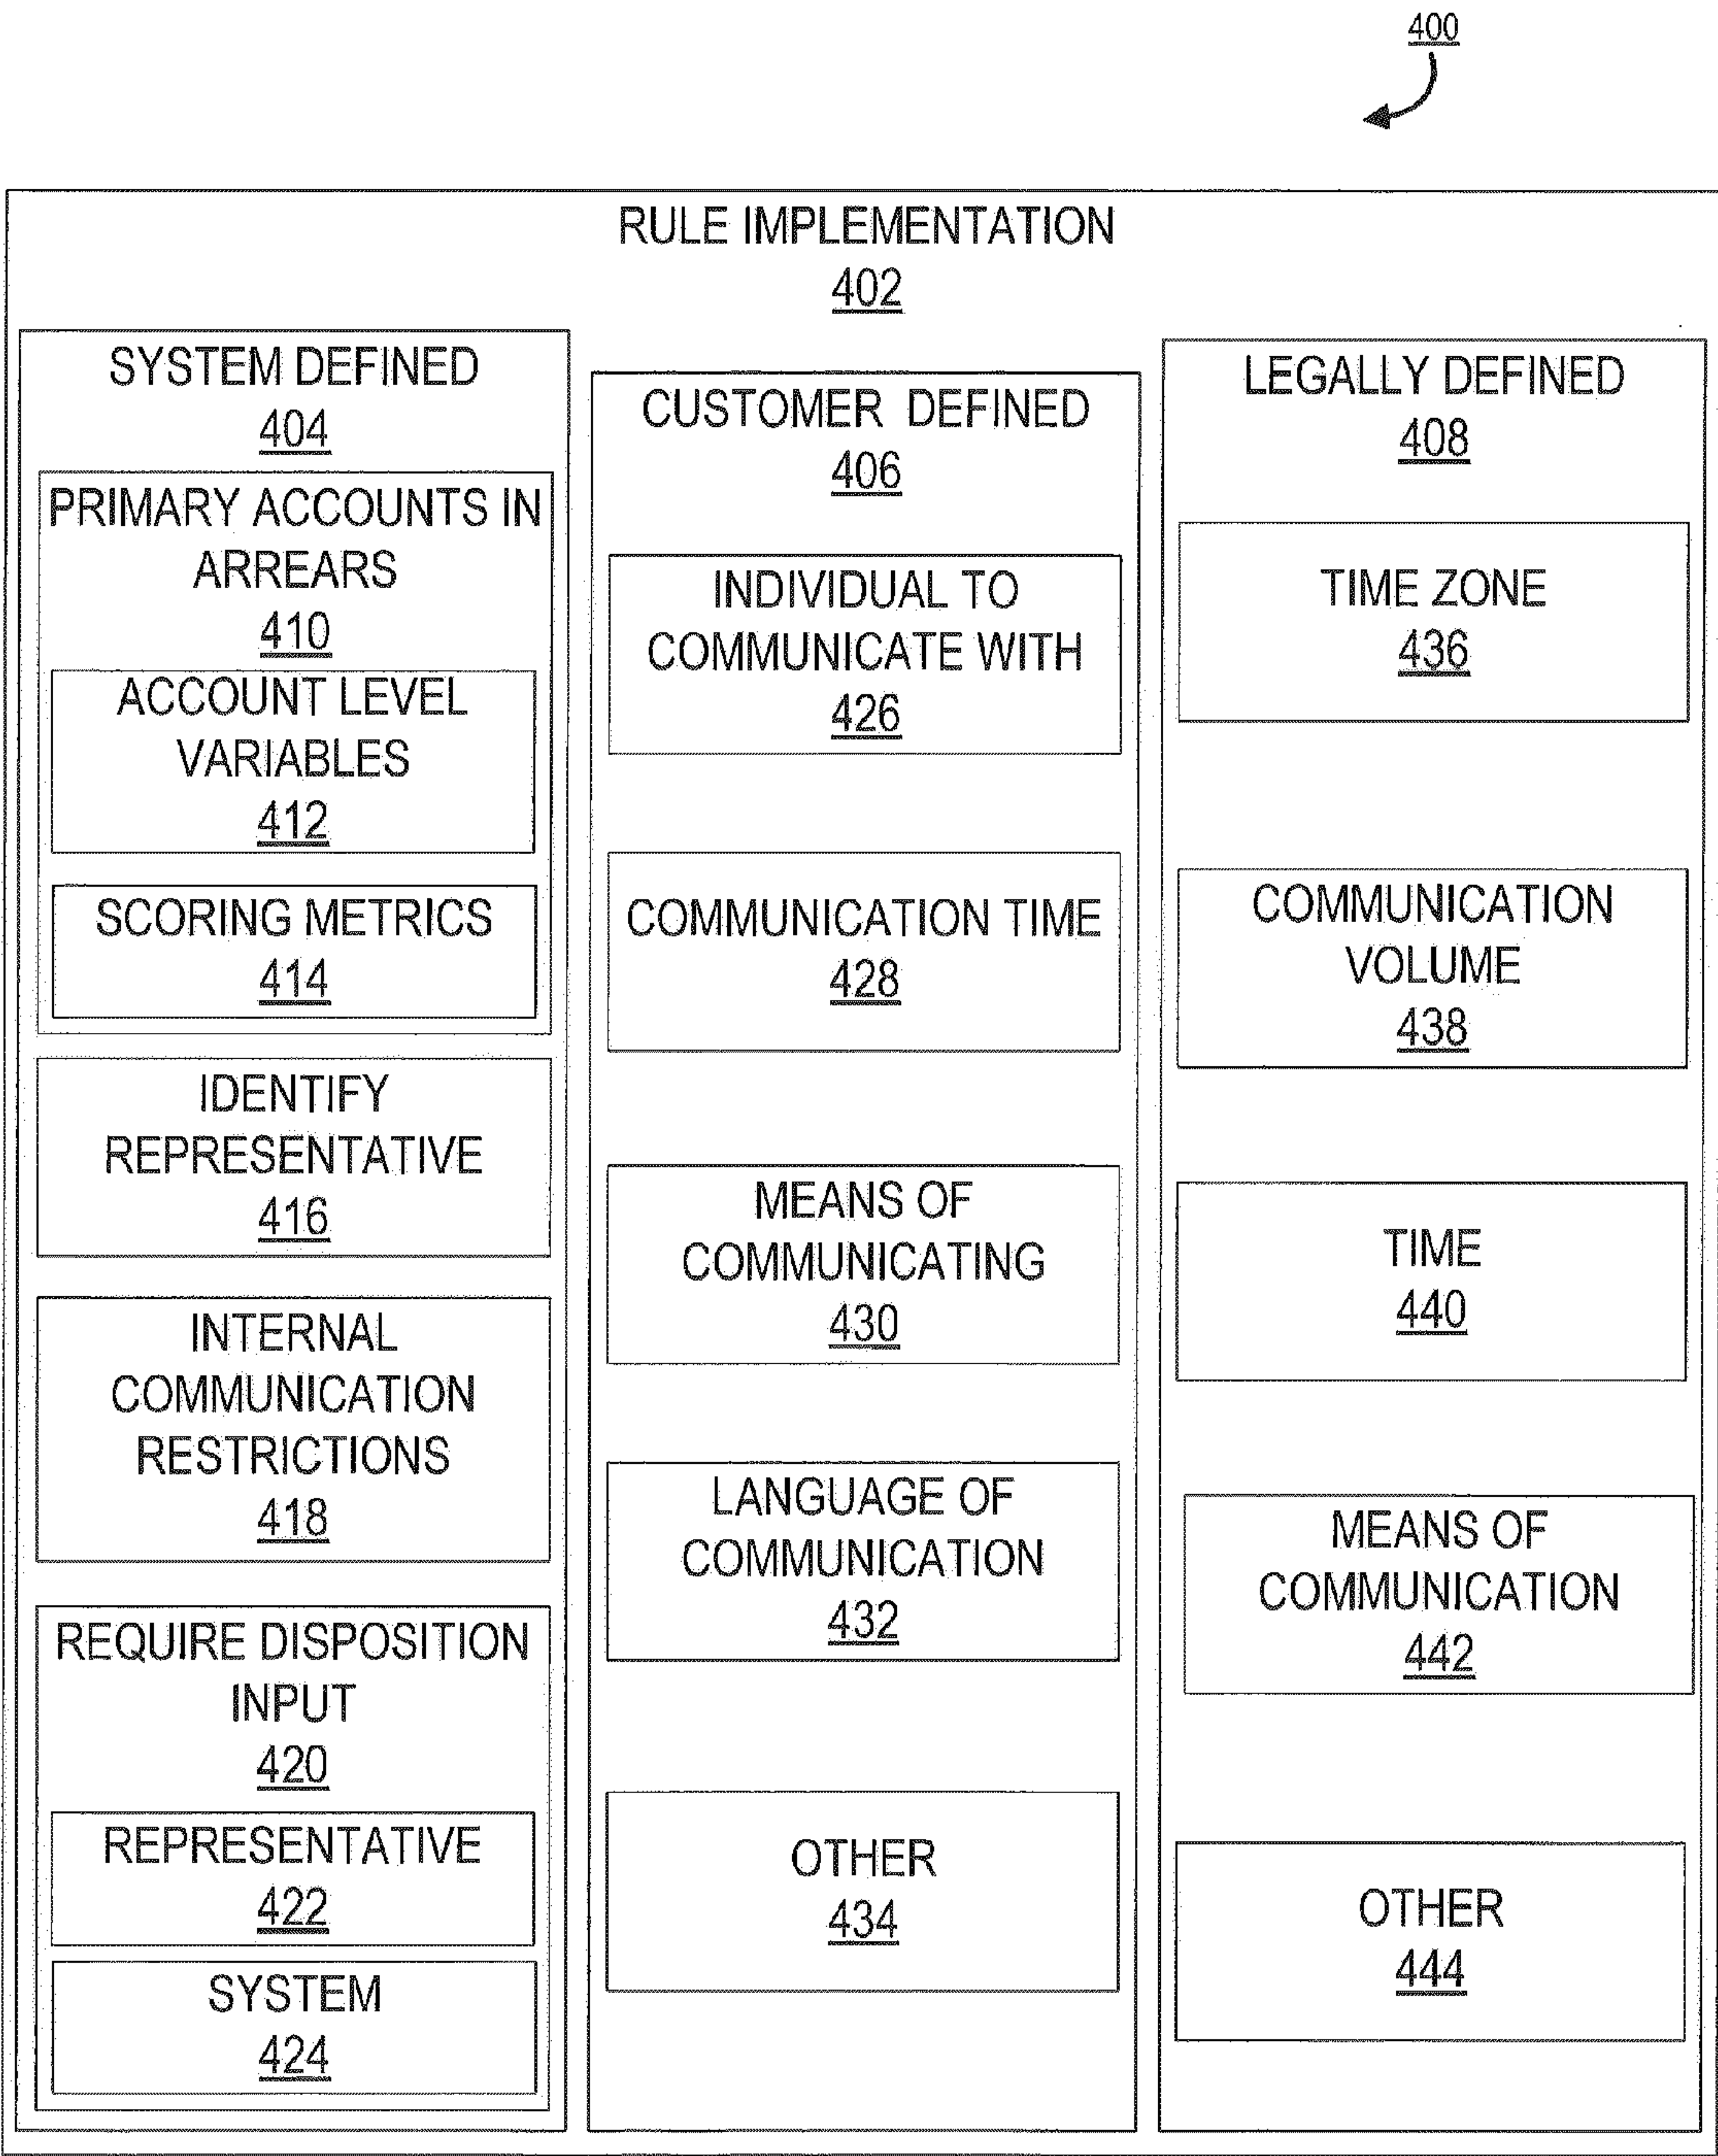 400
RULE IMPLEMENTATION
402
SYSTEM DEFINED
404
PRIMARY ACCOUNTS IN
ARREARS
410
ACCOUNT LEVEL
VARIABLES
412
SCORING METRICS
414
IDENTIFY
REPRESENTATIVE
416
INTERNAL
COMMUNICATION
RESTRICTIONS
418
REQUIRE DISPOSITION
INPUT
420
REPRESENTATIVE
422
SYSTEM
424
CUSTOMER DEFINED
406
INDIVIDUAL TO
COMMUNICATE WITH
426
COMMUNICATION TIME
428
MEANS OF
COMMUNICATING
430
LANGUAGE OF
COMMUNICATION
432
OTHER
434
LEGALLY DEFINED
408
TIME ZONE
436
COMMUNICATION
VOLUME
438
TIME
440
MEANS OF
COMMUNICATION
442
OTHER
444